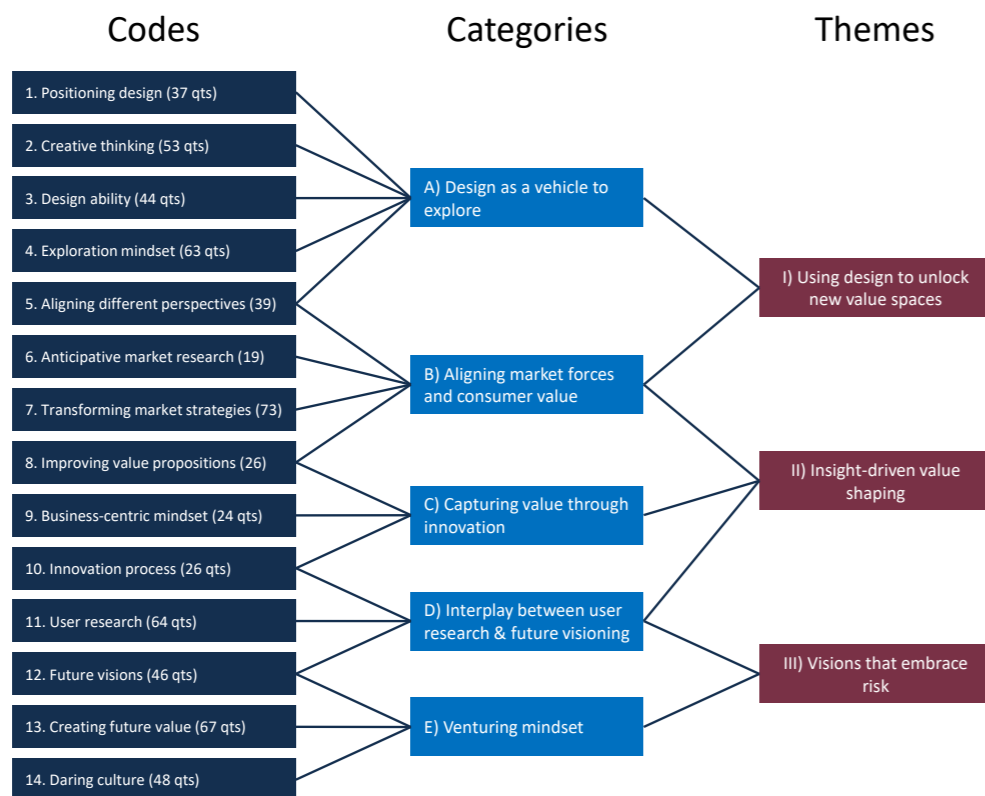 Codes
Categories
Themes
1. Positioning design (37 qts)
2. Creative thinking (53 qts)
3. Design ability (44 qts)
4. Exploration mindset (63 qts)
5. Aligning different perspectives (39)
6. Anticipative market research (19)
7. Transforming market strategies (73)
8. Improving value propositions (26)
9. Business-centric mindset (24 qts)
10. Innovation process (26 qts)
11. User research (64 qts)
12. Future visions (46 qts)
13. Creating future value (67 qts)
14. Daring culture (48 qts)
A) Design as a vehicle to
explore
B) Aligning market forces
and consumer value
C) Capturing value through
innovation
D) Interplay between user
research & future visioning
E) Venturing mindset
I) Using design to unlock
new value spaces
II) Insight-driven value
shaping
III) Visions that embrace
risk